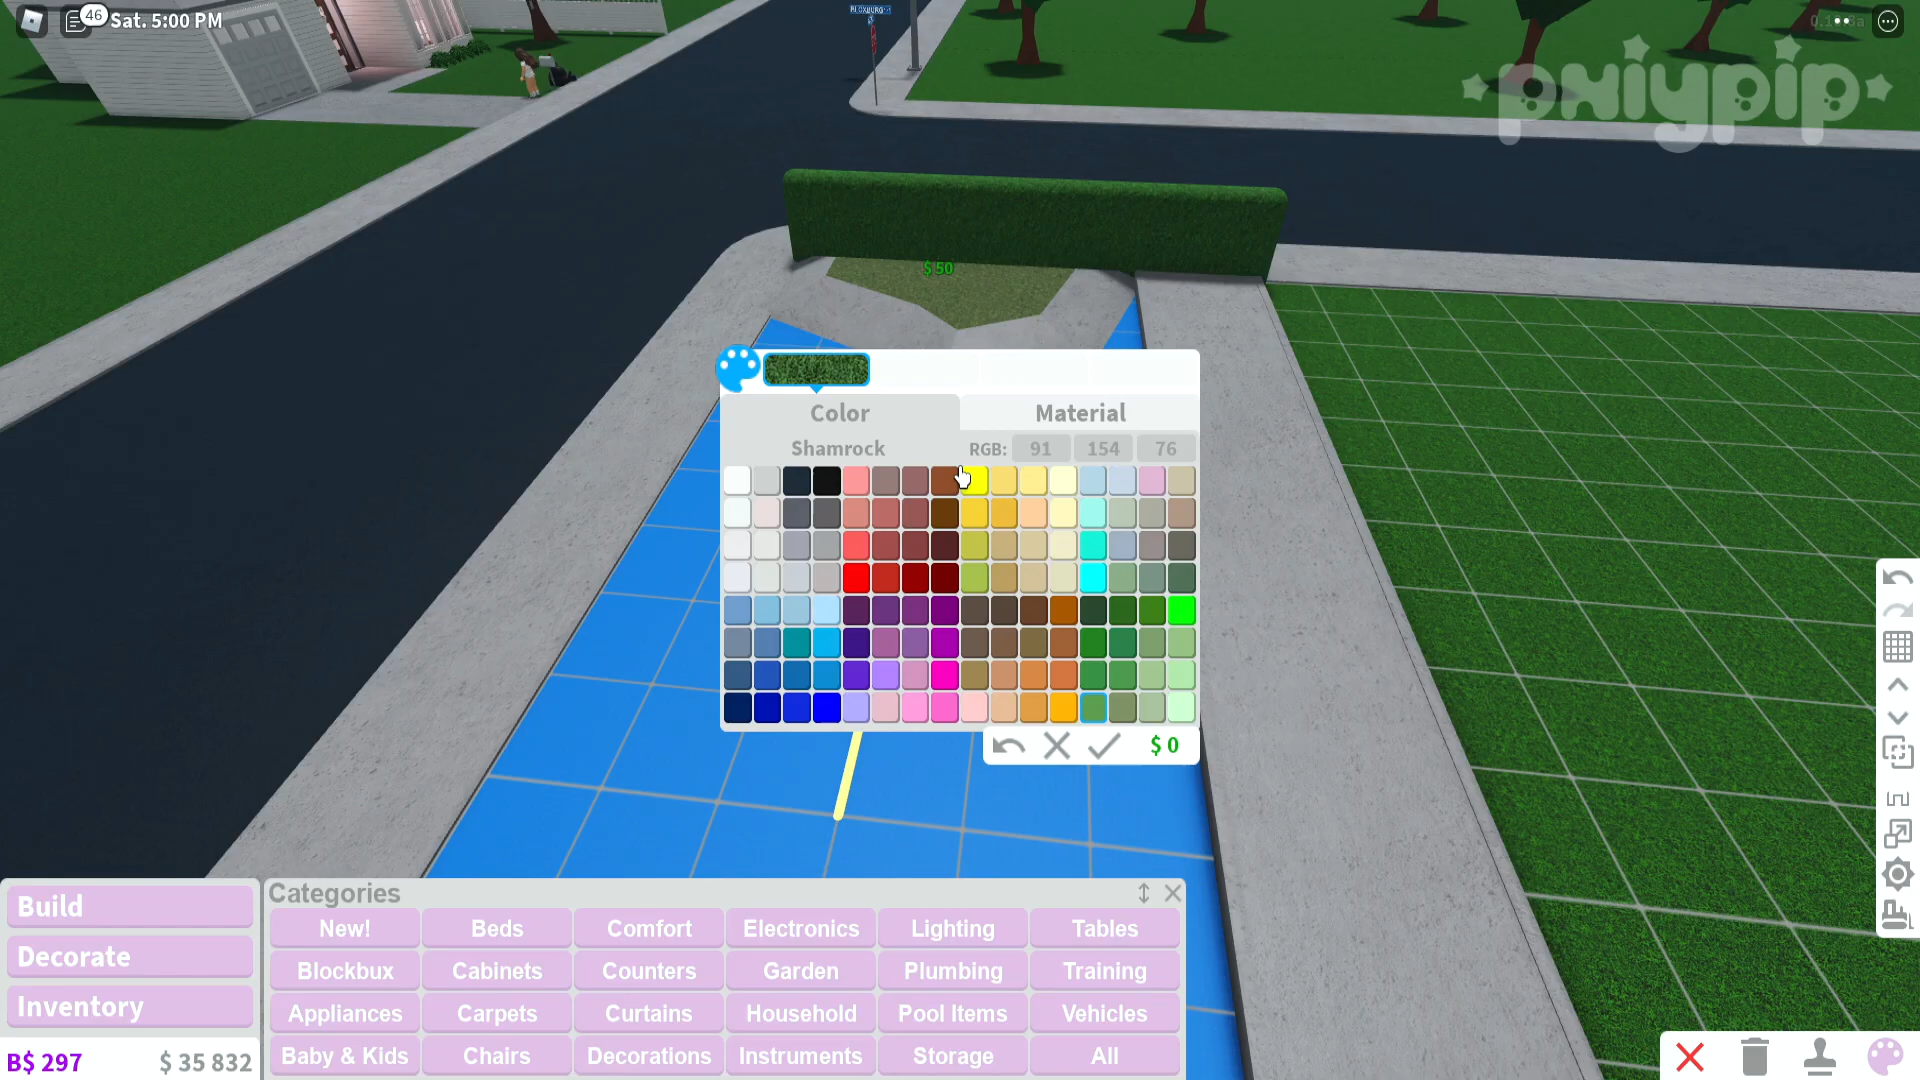 46 Sat. 5:00 PM
BLOXBURG
pxiypip
$ 50
Color
Material
Shamrock
RGB: 91 154 76
$ 0
Categories
Build
Decorate
Inventory
New! Beds Comfort Electronics Lighting Tables
Blockbux Cabinets Counters Garden Plumbing Training
Appliances Carpets Curtains Household Pool Items Vehicles
Baby & Kids Chairs Decorations Instruments Storage All
B$ 297 $ 35 832